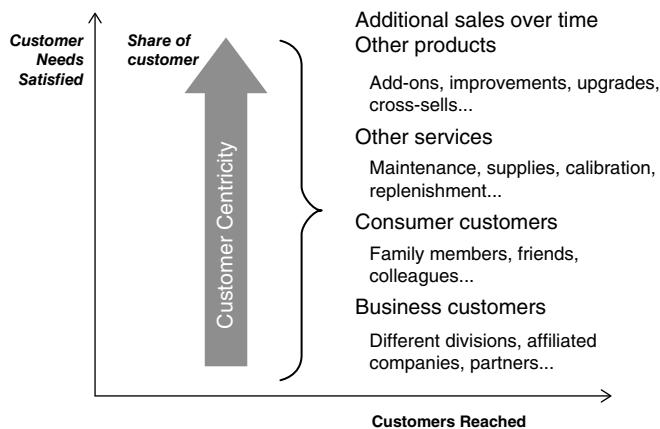 Customer
Needs
Satisfied
Share of
customer
Customer Centricity
Additional sales over time
Other products
Add-ons, improvements, upgrades,
cross-sells...
Other services
Maintenance, supplies, calibration,
replenishment...
Consumer customers
Family members, friends,
colleagues...
Business customers
Different divisions, affiliated
companies, partners...
Customers Reached